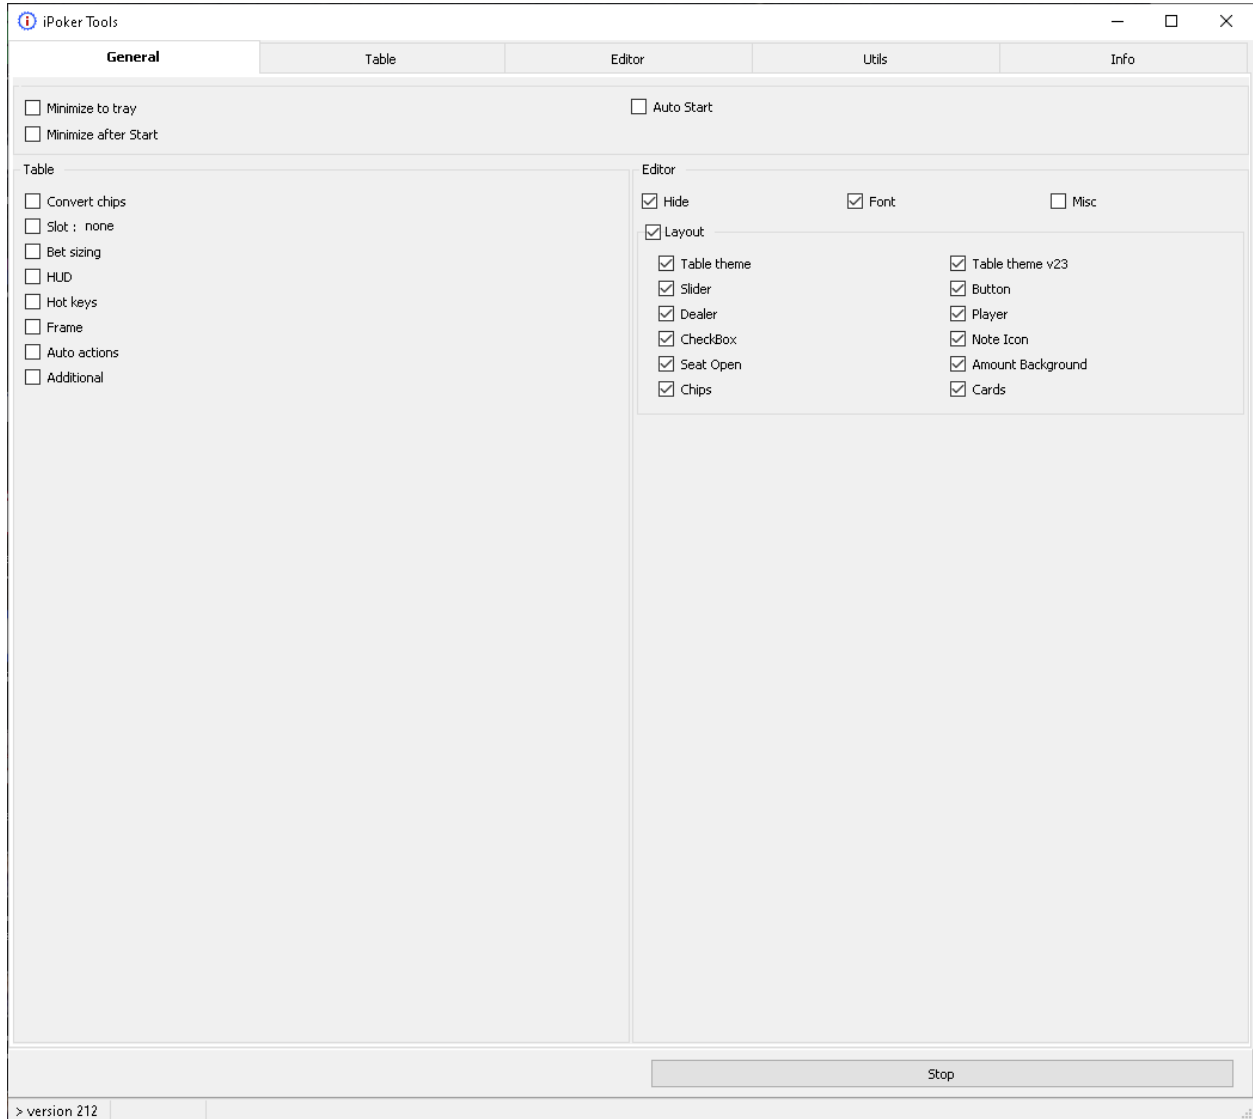 iPoker Tools
General Table Editor Utils Info
Minimize to tray Auto Start
Minimize after Start
Table
Convert chips
Slot : none
Bet sizing
HUD
Hot keys
Frame
Auto actions
Additional
Editor
Hide Font Misc
Layout
Table theme Table theme v23
Slider Button
Dealer Player
CheckBox Note Icon
Seat Open Amount Background
Chips Cards
Stop
> version 212